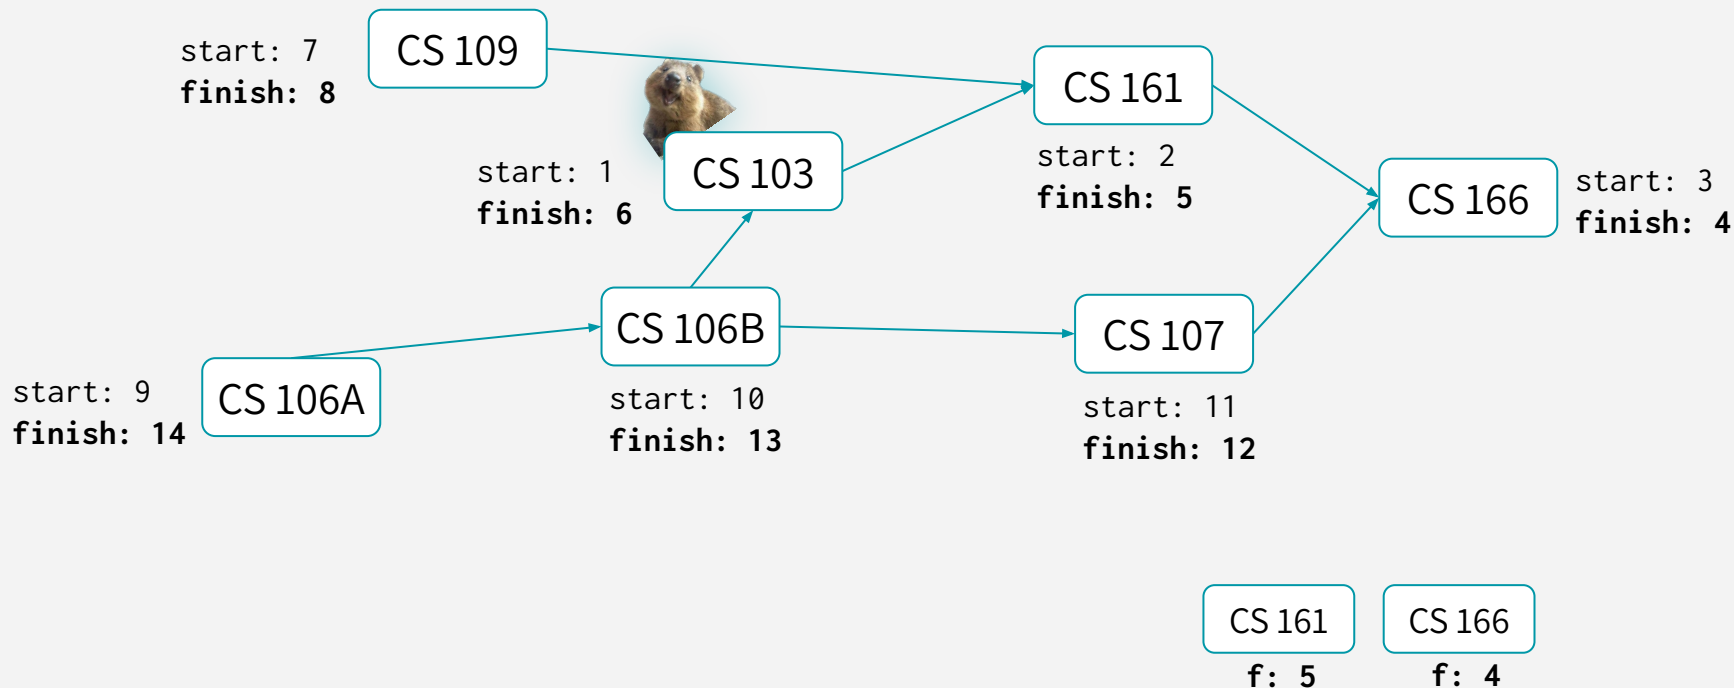 CS 109
start: 7
finish: 8
CS 161
start: 2
finish: 5
CS 103
start: 1
finish: 6
CS 166
start: 3
finish: 4
CS 106B
start: 10
finish: 13
CS 107
start: 11
finish: 12
CS 106A
start: 9
finish: 14
CS 161
f: 5
CS 166
f: 4